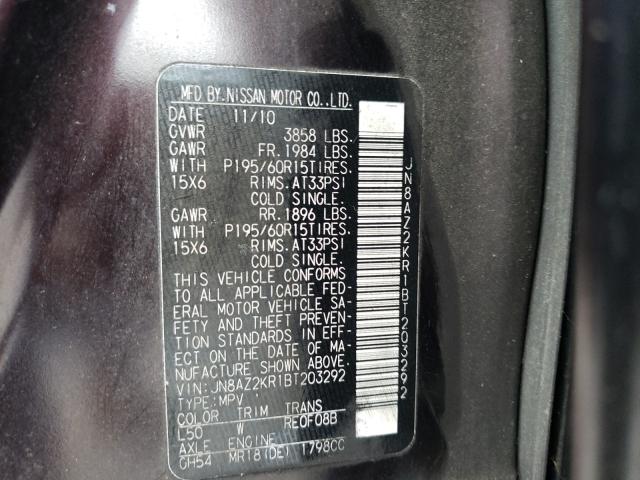 MFD BY NISSAN MOTOR CO.,LTD.
DATE 11/10
GVWR 3858 LBS.
GAWR FR. 1984 LBS.
WITH P195/60R15TIRES.
15X6 RIMS. AT33PSI
COLD SINGLE.
GAWR RR. 1896 LBS.
WITH P195/60R15TIRES.
15X6 RIMS. AT33PSI
COLD SINGLE.
THIS VEHICLE CONFORMS
TO ALL APPLICABLE FED-
ERAL MOTOR VEHICLE SA-
FETY AND THEFT PREVEN-
TION STANDARDS IN EFF-
ECT ON THE DATE OF MA-
NUFACTURE SHOWN ABOVE.
VIN: JN8AZ2KR1BT203292
TYPE: MPV
COLOR TRIM TRANS
L50 W RE0F08B
AXLE ENGINE
GH54 MR18(DE) 1798CC
JN8AZ2KR1BT203292